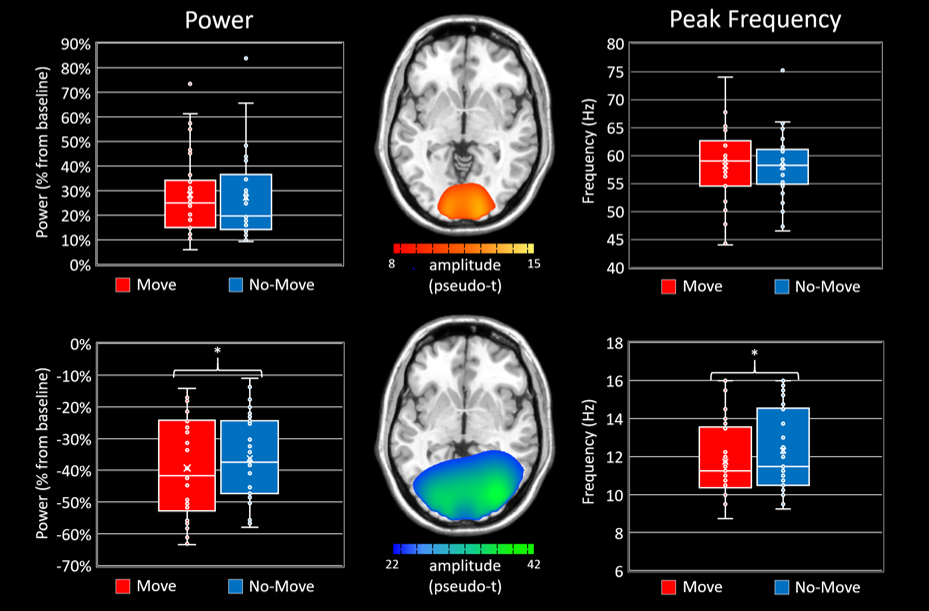 Power
Peak Frequency
Power (% from baseline)
90%
80%
70%
60%
50%
40%
30%
20%
10%
0%
Move
No-Move
8
15
amplitude
(pseudo-t)
Frequency (Hz)
80
75
70
65
60
55
50
45
40
Move
No-Move
Power (% from baseline)
0%
-10%
-20%
-30%
-40%
-50%
-60%
-70%
*
Move
No-Move
22
42
amplitude
(pseudo-t)
Frequency (Hz)
18
16
14
12
10
8
6
*
Move
No-Move